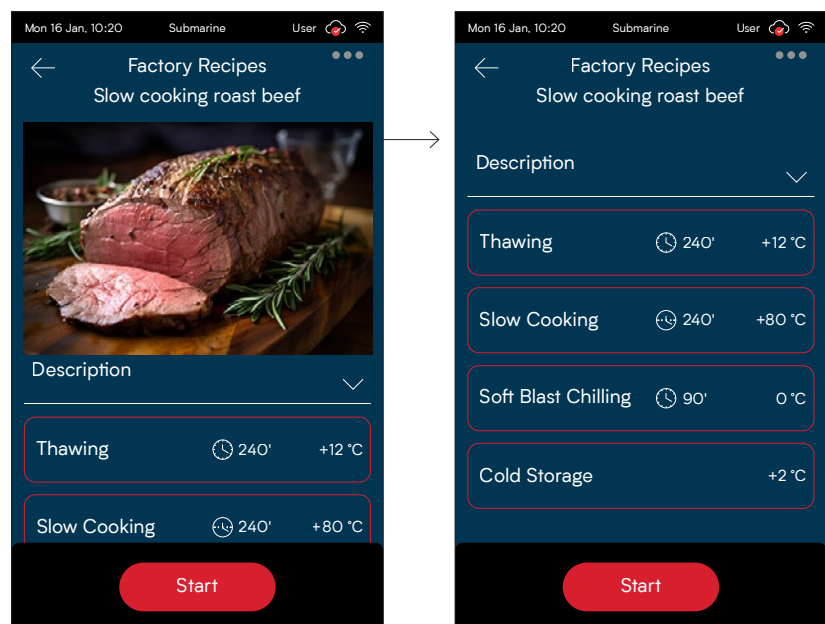 Mon 16 Jan, 10:20 Submarine User
Factory Recipes
Slow cooking roast beef
Description
Thawing 240' +12 °C
Slow Cooking 240' +80 °C
Start
Mon 16 Jan, 10:20 Submarine User
Factory Recipes
Slow cooking roast beef
Description
Thawing 240' +12 °C
Slow Cooking 240' +80 °C
Soft Blast Chilling 90' 0 °C
Cold Storage +2 °C
Start